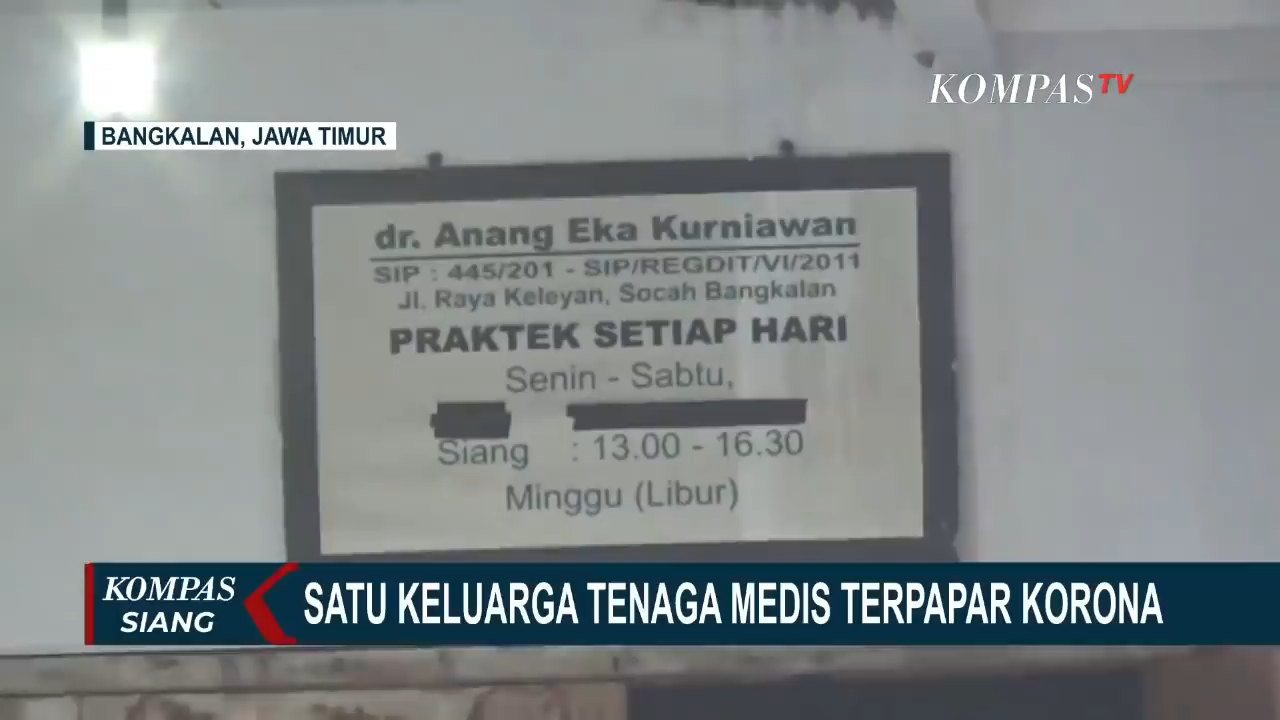 KOMPAS TV
BANGKALAN, JAWA TIMUR
dr. Anang Eka Kurniawan
SIP : 445/201 - SIP/REGDIT/VI/2011
Jl. Raya Keleyan, Socah Bangkalan
PRAKTEK SETIAP HARI
Senin - Sabtu,
Siang : 13.00 - 16.30
Minggu (Libur)
KOMPAS SIANG
SATU KELUARGA TENAGA MEDIS TERPAPAR KORONA